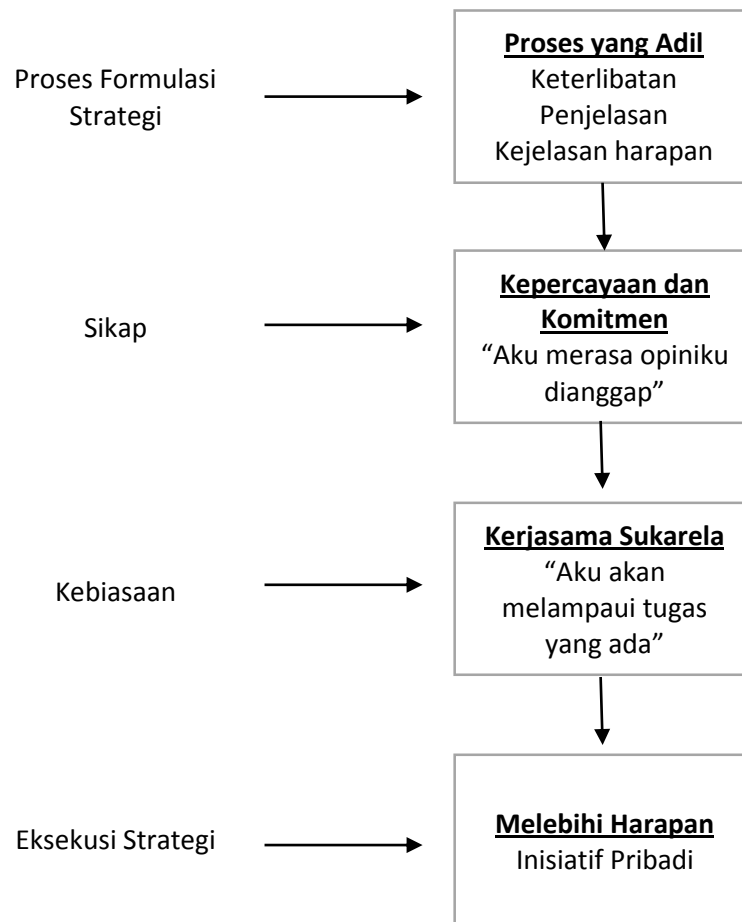 Proses Formulasi
Strategi
Proses yang Adil
Keterlibatan
Penjelasan
Kejelasan harapan
Sikap
Kepercayaan dan
Komitmen
“Aku merasa opiniku
dianggap”
Kebiasaan
Kerjasama Sukarela
“Aku akan
melampaui tugas
yang ada”
Eksekusi Strategi
Melebihi Harapan
Inisiatif Pribadi